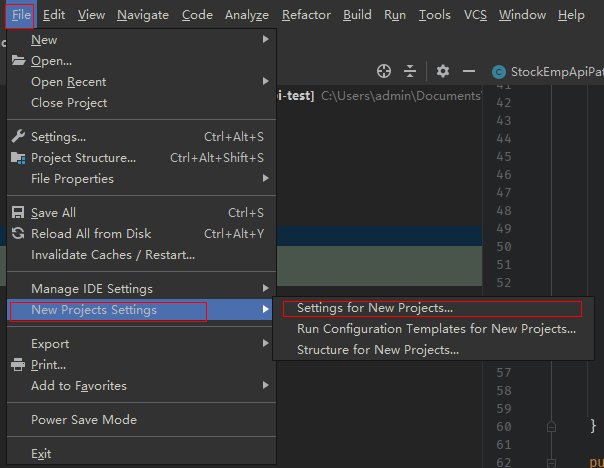 File Edit View Navigate Code Analyze Refactor Build Run Tools VCS Window Help
New
Open...
Open Recent
Close Project
Settings... Ctrl+Alt+S
Project Structure... Ctrl+Alt+Shift+S
File Properties
Save All Ctrl+S
Reload All from Disk Ctrl+Alt+Y
Invalidate Caches / Restart...
Manage IDE Settings
New Projects Settings
Export
Print...
Add to Favorites
Power Save Mode
Exit
Settings for New Projects...
Run Configuration Templates for New Projects...
Structure for New Projects...
i-test] C:\Users\admin\Documents\
StockEmpApiPat
41
42
43
44
45
46
47
48
49
50
51
52
57
58
59
60 }
61
62 pu